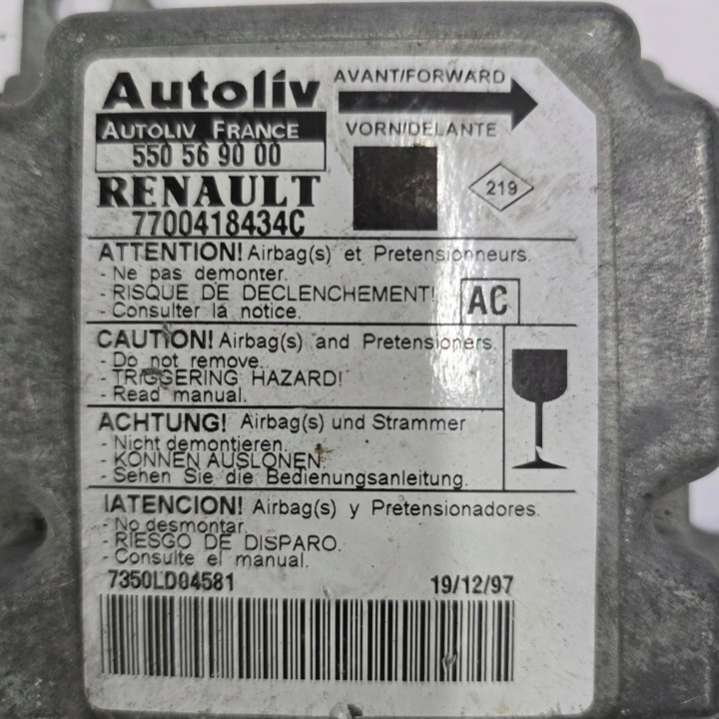 Autoliv
AVANT/FORWARD
AUTOLIV FRANCE
VORN/DELANTE
550 56 90 00
RENAULT
219
7700418434C
ATTENTION! Airbag(s) et Pretensionneurs.
- Ne pas demonter.
- RISQUE DE DECLENCHEMENT!
- Consulter la notice.
AC
CAUTION! Airbag(s) and Pretensioners.
- Do not remove.
- TRIGGERING HAZARD!
- Read manual.
ACHTUNG! Airbag(s) und Strammer
- Nicht demontieren.
- KONNEN AUSLONEN.
- Sehen Sie die Bedienungsanleitung.
!ATENCION! Airbag(s) y Pretensionadores.
- No desmontar.
- RIESGO DE DISPARO.
- Consulte el manual.
7350LD04581 19/12/97